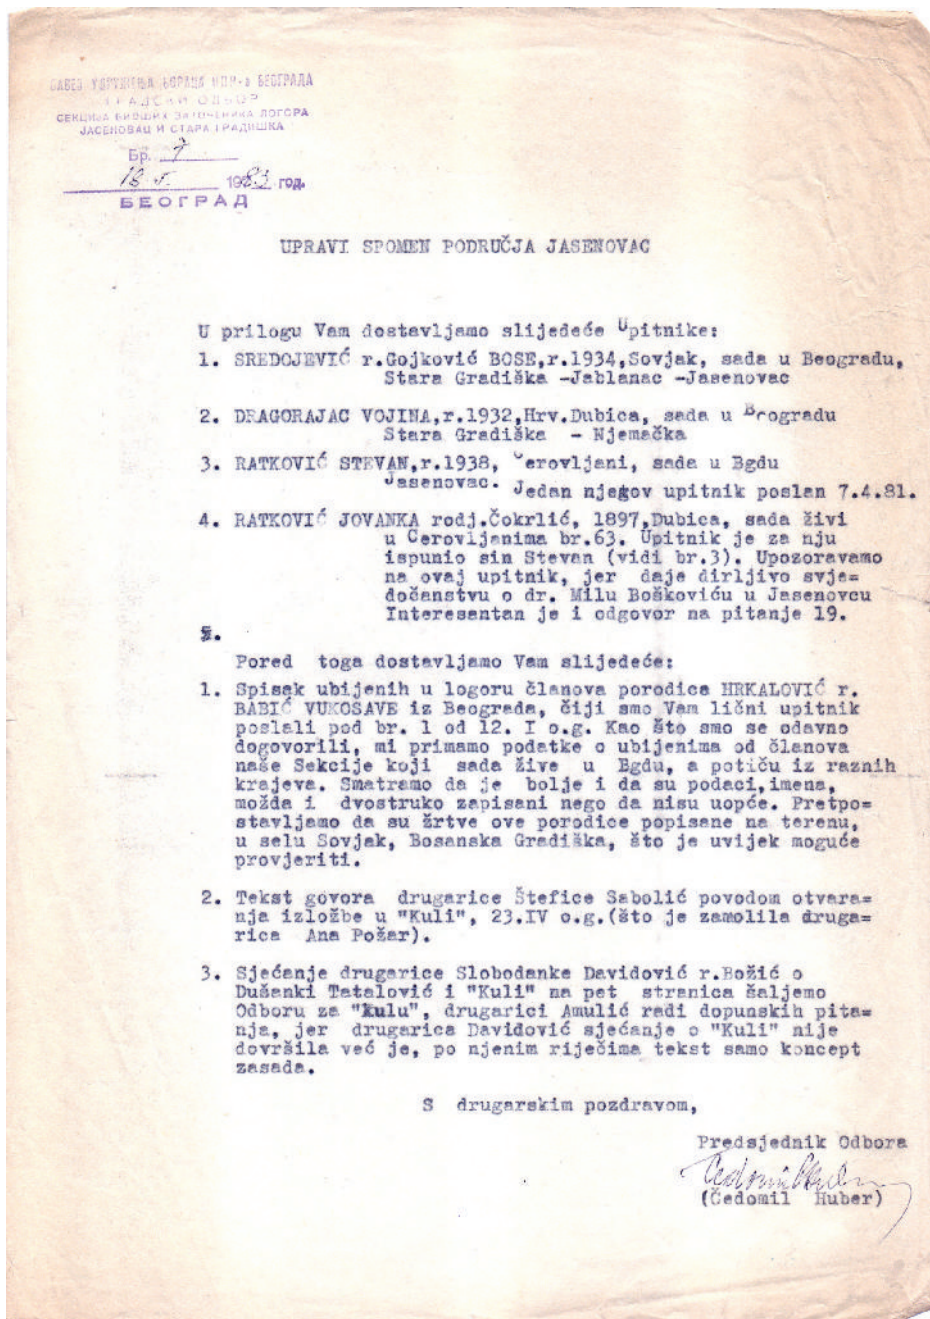 САВЕЗ УДРУЖЕЊА БОРАЦА НОР-а БЕОГРАДА
ГРАДСКИ ОДБОР
СЕКЦИЈА БИВШИХ ЗАТОЧЕНИКА ЛОГОРА
ЈАСЕНОВАЦ И СТАРА ГРАДИШКА
Бр. 7
18.5. 1983 год.
БЕОГРАД
UPRAVI SPOMEN PODRUČJA JASENOVAC
U prilogu Vam dostavljamo slijedeće Upitnike:
1. SREDOJEVIĆ r.Gojković BOSE,r.1934,Sovjak, sada u Beogradu,
Stara Gradiška -Jablanac -Jasenovac
2. DRAGORAJAC VOJINA,r.1932,Hrv.Dubica, sada u Beogradu
Stara Gradiška - Njemačka
3. RATKOVIĆ STEVAN,r.1938, Cerovljani, sada u Bgdu
Jasenovac. Jedan njegov upitnik poslan 7.4.81.
4. RATKOVIĆ JOVANKA rodj.Čokrlić, 1897,Dubica, sada živi
u Cerovljanima br.63. Upitnik je za nju
ispunio sin Stevan (vidi br.3). Upozoravamo
na ovaj upitnik, jer daje dirljivo svje=
dočanstvu o dr. Milu Boškoviću u Jasenovcu
Interesantan je i odgovor na pitanje 19.
5.
Pored toga dostavljamo Vam slijedeće:
1. Spisak ubijenih u logoru članova porodica HRKALOVIĆ r.
BABIĆ VUKOSAVE iz Beograda, čiji smo Vam lični upitnik
poslali pod br. 1 od 12. I o.g. Kao što smo se odavno
dogovorili, mi primamo podatke o ubijenima od članova
naše Sekcije koji sada žive u Bgdu, a potiču iz raznih
krajeva. Smatramo da je bolje i da su podaci,imena,
možda i dvostruko zapisani nego da nisu uopće. Pretpo=
stavljamo da su žrtve ove porodice popisane na terenu,
u selu Sovjak, Bosanska Gradiška, što je uvijek moguće
provjeriti.
2. Tekst govora drugarice Štefice Sabolić povodom otvara=
nja izložbe u "Kuli", 23.IV o.g.(što je zamolila druga=
rica Ana Požar).
3. Sjećanje drugarice Slobodanke Davidović r.Božić o
Dušanki Tatalović i "Kuli" na pet stranica šaljemo
Odboru za "Kulu", drugarici Amulić radi dopunskih pita=
nja, jer drugarica Davidović sjećanje o "Kuli" nije
dovršila već je, po njenim riječima tekst samo koncept
zasada.
S drugarskim pozdravom,
Predsjednik Odbora
(Čedomil Huber)